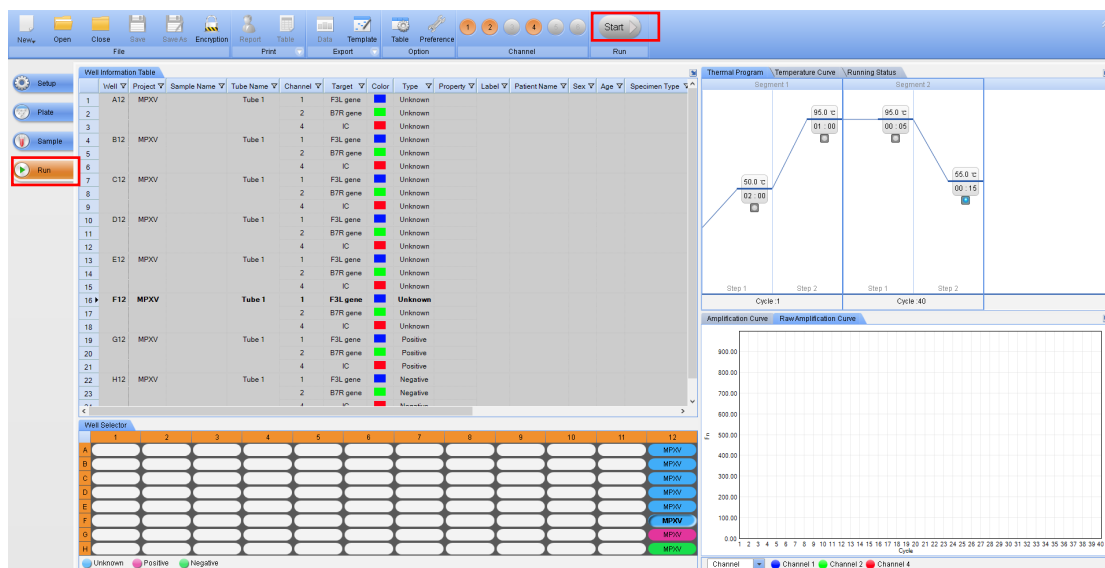 New Open Close Save Save As Encryption Report Table Data Template Table Preference 1 2 3 4 5 6 Start
File Print Export Option Channel Run
Setup
Plate
Sample
Run
Well Information Table
Well Project Sample Name Tube Name Channel Target Color Type Property Label Patient Name Sex Age Specimen Type
1 A12 MPXV Tube 1 1 F3L gene Unknown
2 2 B7R gene Unknown
3 4 IC Unknown
4 B12 MPXV Tube 1 1 F3L gene Unknown
5 2 B7R gene Unknown
6 4 IC Unknown
7 C12 MPXV Tube 1 1 F3L gene Unknown
8 2 B7R gene Unknown
9 4 IC Unknown
10 D12 MPXV Tube 1 1 F3L gene Unknown
11 2 B7R gene Unknown
12 4 IC Unknown
13 E12 MPXV Tube 1 1 F3L gene Unknown
14 2 B7R gene Unknown
15 4 IC Unknown
16 F12 MPXV Tube 1 1 F3L gene Unknown
17 2 B7R gene Unknown
18 4 IC Unknown
19 G12 MPXV Tube 1 1 F3L gene Positive
20 2 B7R gene Positive
21 4 IC Positive
22 H12 MPXV Tube 1 1 F3L gene Negative
23 2 B7R gene Negative
Well Selector
1 2 3 4 5 6 7 8 9 10 11 12
A MPXV
B MPXV
C MPXV
D MPXV
E MPXV
F MPXV
G MPXV
H MPXV
Unknown Positive Negative
Thermal Program Temperature Curve Running Status
Segment 1 Segment 2
95.0 ℃ 95.0 ℃
01 : 00 00 : 05
55.0 ℃
50.0 ℃ 00 : 15
02 : 00
Step 1 Step 2 Step 1 Step 2
Cycle :1 Cycle :40
Amplification Curve Raw Amplification Curve
900.00
800.00
700.00
600.00
Fn
500.00
400.00
300.00
200.00
100.00
0.00
1 2 3 4 5 6 7 8 9 10 11 12 13 14 15 16 17 18 19 20 21 22 23 24 25 26 27 28 29 30 31 32 33 34 35 36 37 38 39 40
Cycle
Channel Channel 1 Channel 2 Channel 4